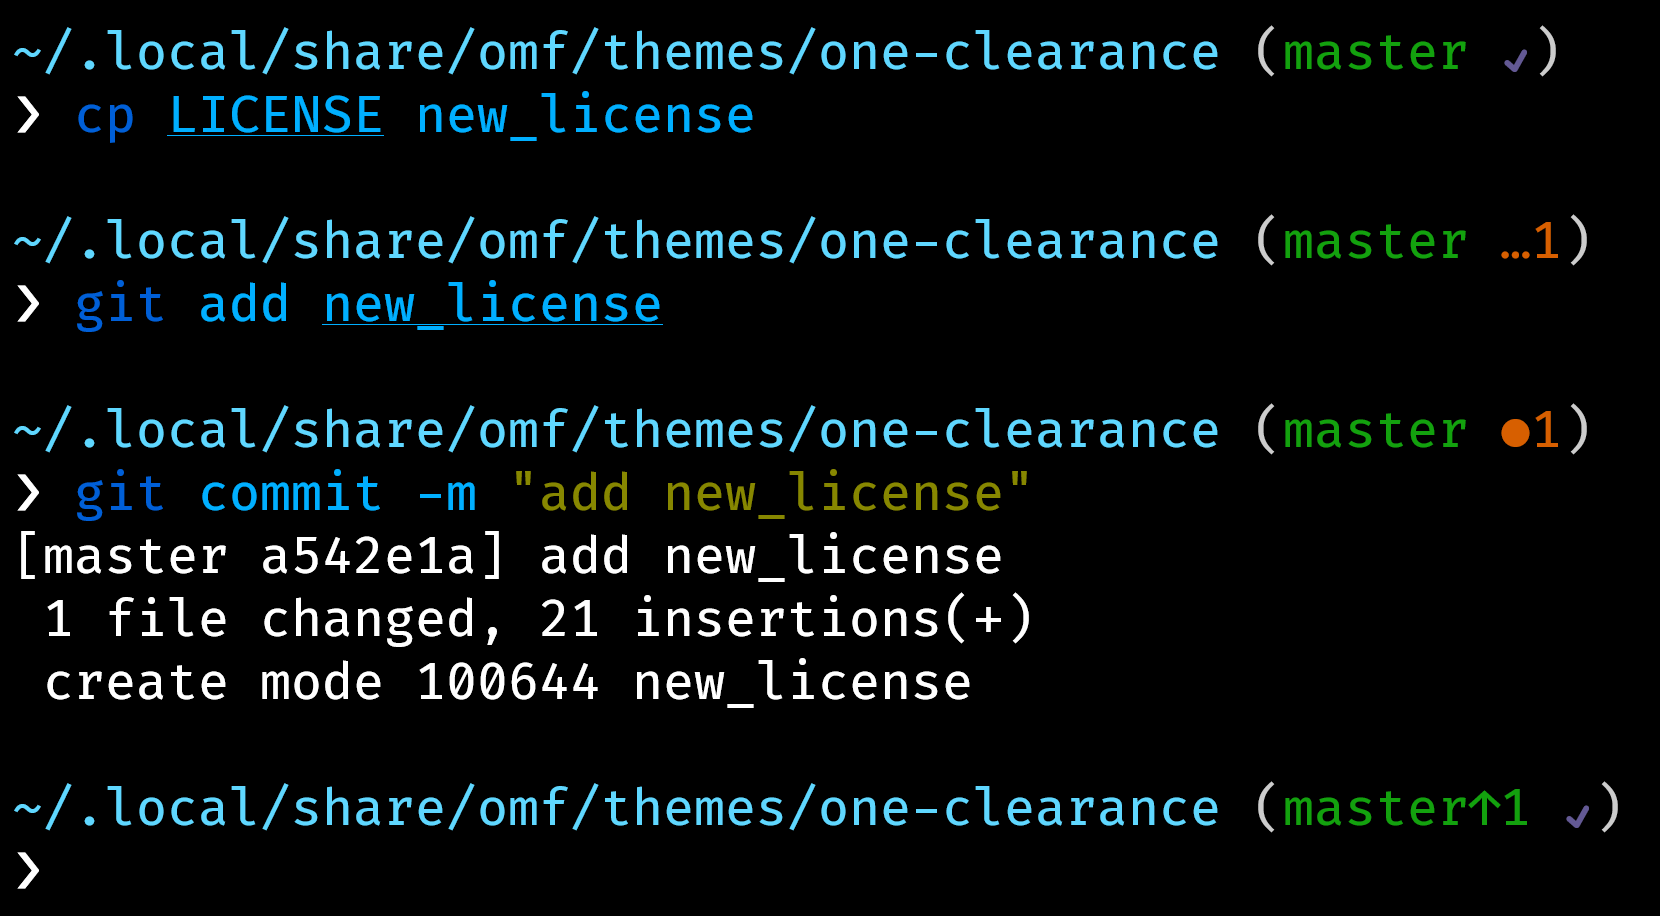 ~/.local/share/omf/themes/one-clearance (master ✔)
❯ cp LICENSE new_license
~/.local/share/omf/themes/one-clearance (master …1)
❯ git add new_license
~/.local/share/omf/themes/one-clearance (master ●1)
❯ git commit -m "add new_license"
[master a542e1a] add new_license
 1 file changed, 21 insertions(+)
 create mode 100644 new_license
~/.local/share/omf/themes/one-clearance (master↑1 ✔)
❯